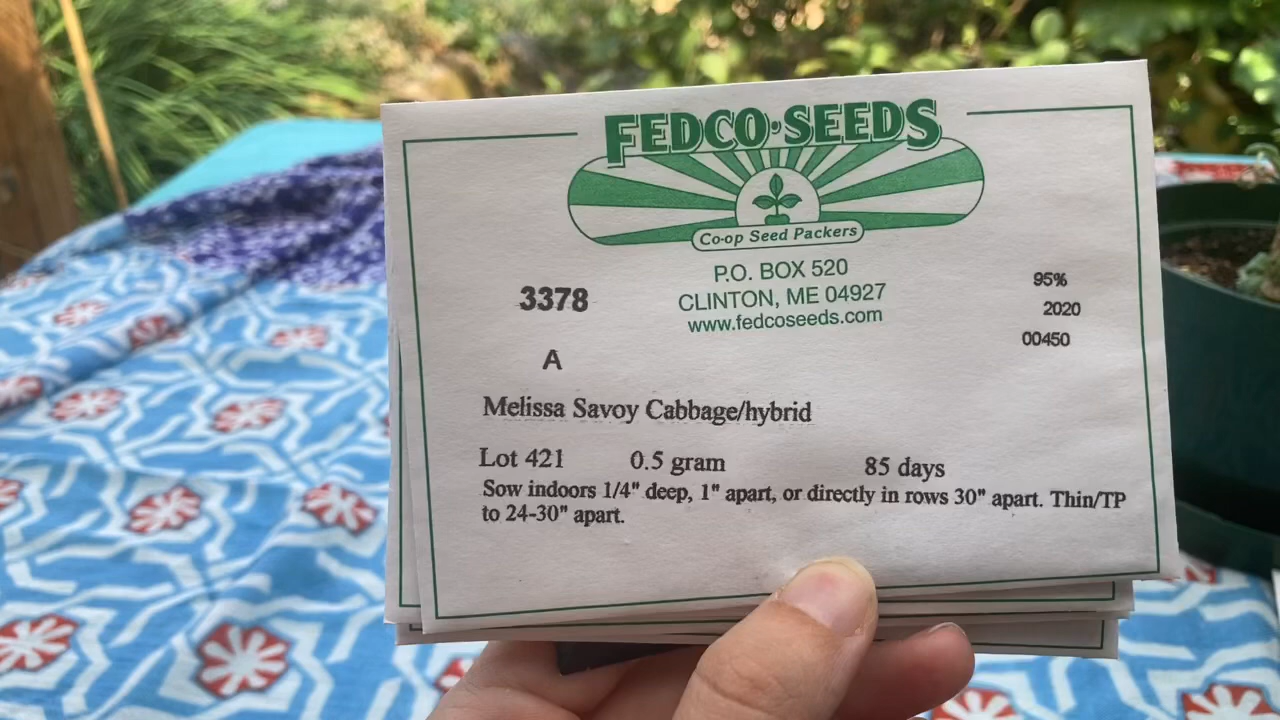 FEDCO·SEEDS
Co-op Seed Packers
P.O. BOX 520
CLINTON, ME 04927
www.fedcoseeds.com
3378
A
95%
2020
00450
Melissa Savoy Cabbage/hybrid
Lot 421 0.5 gram 85 days
Sow indoors 1/4" deep, 1" apart, or directly in rows 30" apart. Thin/TP
to 24-30" apart.